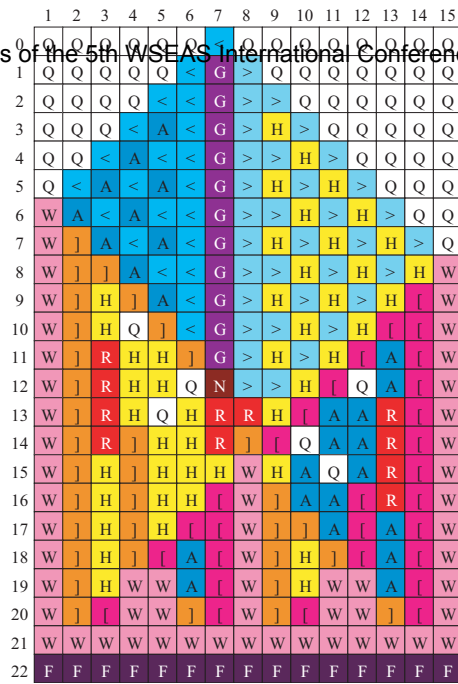 1 2 3 4 5 6 7 8 9 10 11 12 13 14 15
0 Q Q Q Q Q Q < Q Q Q Q Q Q Q Q
s of the 5th WSEAS International Conferenc
1 Q Q Q Q Q < G > Q Q Q Q Q Q Q
2 Q Q Q Q < < G > > Q Q Q Q Q Q
3 Q Q Q < A < G > H > Q Q Q Q Q
4 Q Q < A < < G > > H > Q Q Q Q
5 Q < A < A < G > H > H > Q Q Q
6 W A < A < < G > > H > H > Q Q
7 W ] A < A < G > H > H > H > Q
8 W ] ] A < < G > > H > H > H W
9 W ] H ] A < G > H > H > H [ W
10 W ] H Q ] < G > > H > H [ [ W
11 W ] R H H ] G > H > H [ A [ W
12 W ] R H H Q N > > H [ Q A [ W
13 W ] R H Q H R R H [ A A R [ W
14 W ] R ] H H R ] [ Q A A R [ W
15 W ] H ] H H H W H A Q A R [ W
16 W ] H ] H H [ W ] A A [ R [ W
17 W ] H ] H [ [ W ] ] A [ A [ W
18 W ] H ] [ A [ W ] H ] [ A [ W
19 W ] H W W A [ W ] H W W A [ W
20 W ] [ W W ] [ W ] [ W W ] [ W
21 W W W W W W W W W W W W W W W
22 F F F F F F F F F F F F F F F